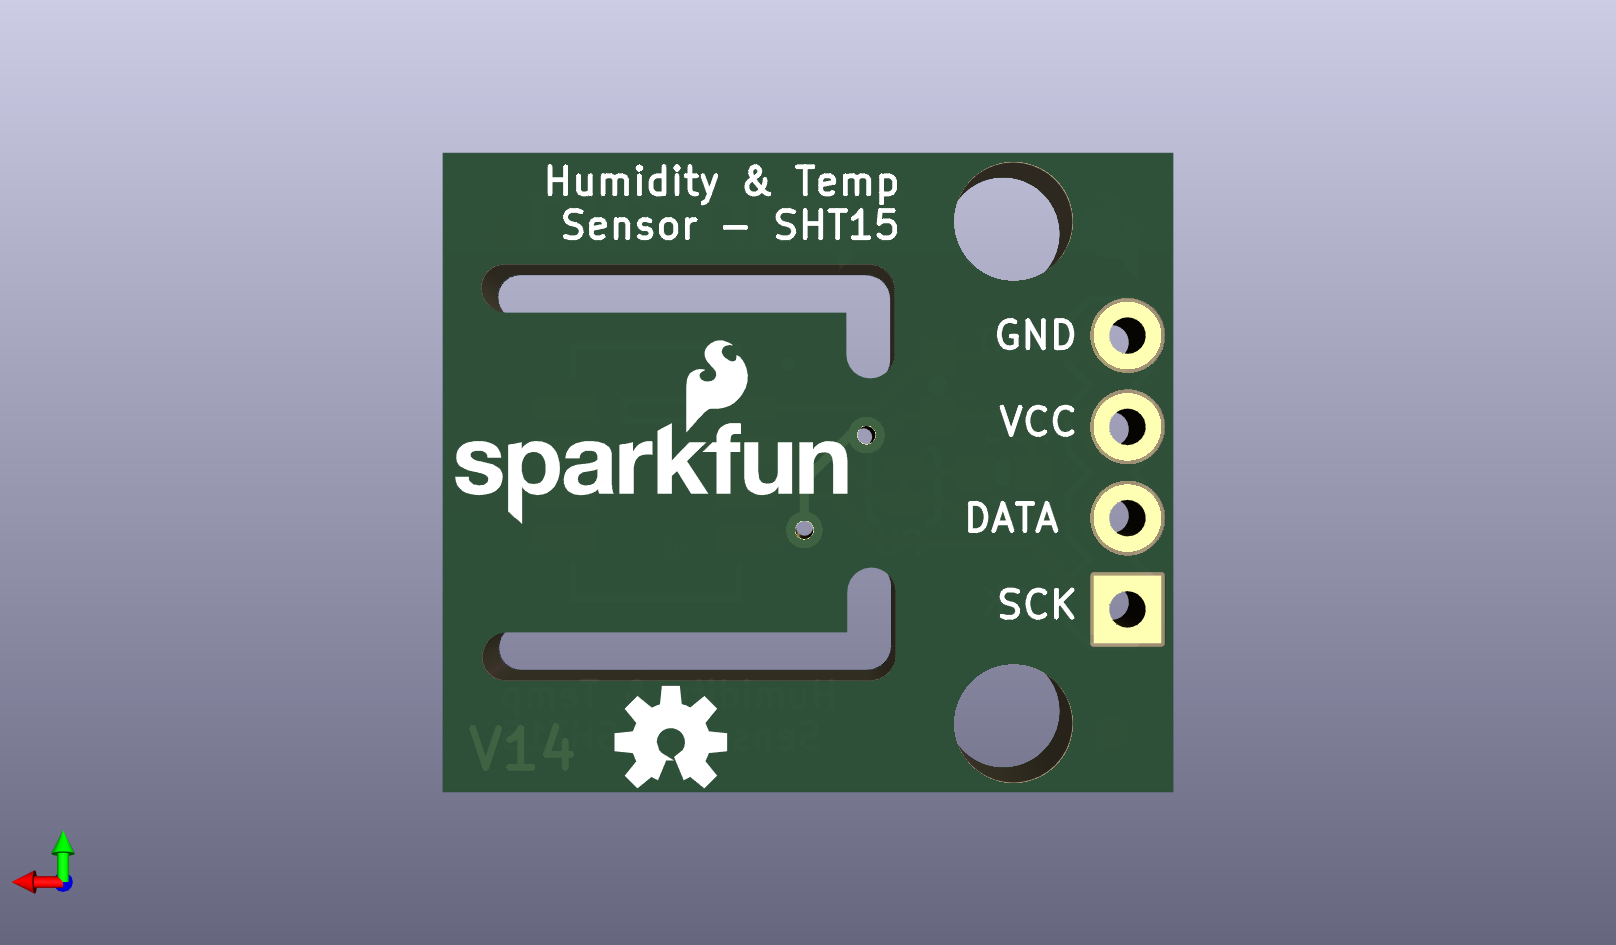 Humidity & Temp
Sensor - SHT15
GND
VCC
sparkfun
DATA
SCK
V14